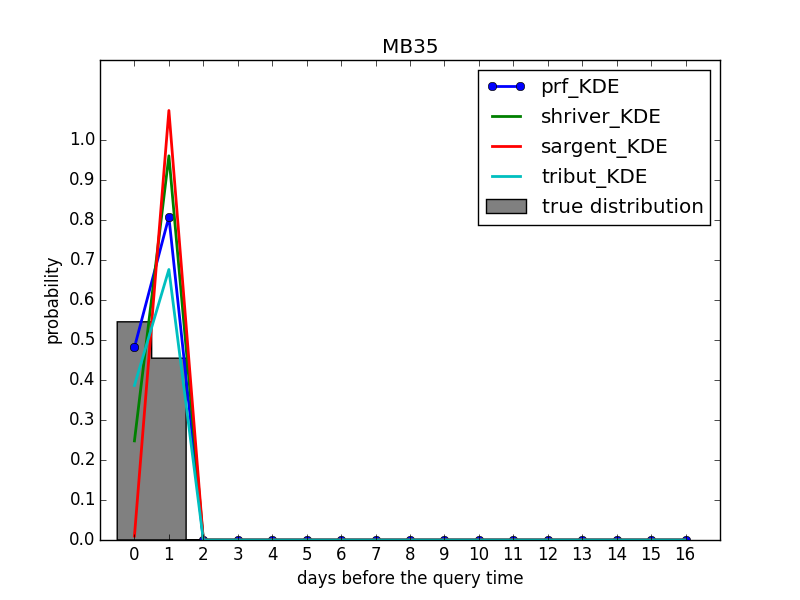 MB35
prf_KDE
shriver_KDE
sargent_KDE
tribut_KDE
true distribution
probability
1.0
0.9
0.8
0.7
0.6
0.5
0.4
0.3
0.2
0.1
0.0
0 1 2 3 4 5 6 7 8 9 10 11 12 13 14 15 16
days before the query time